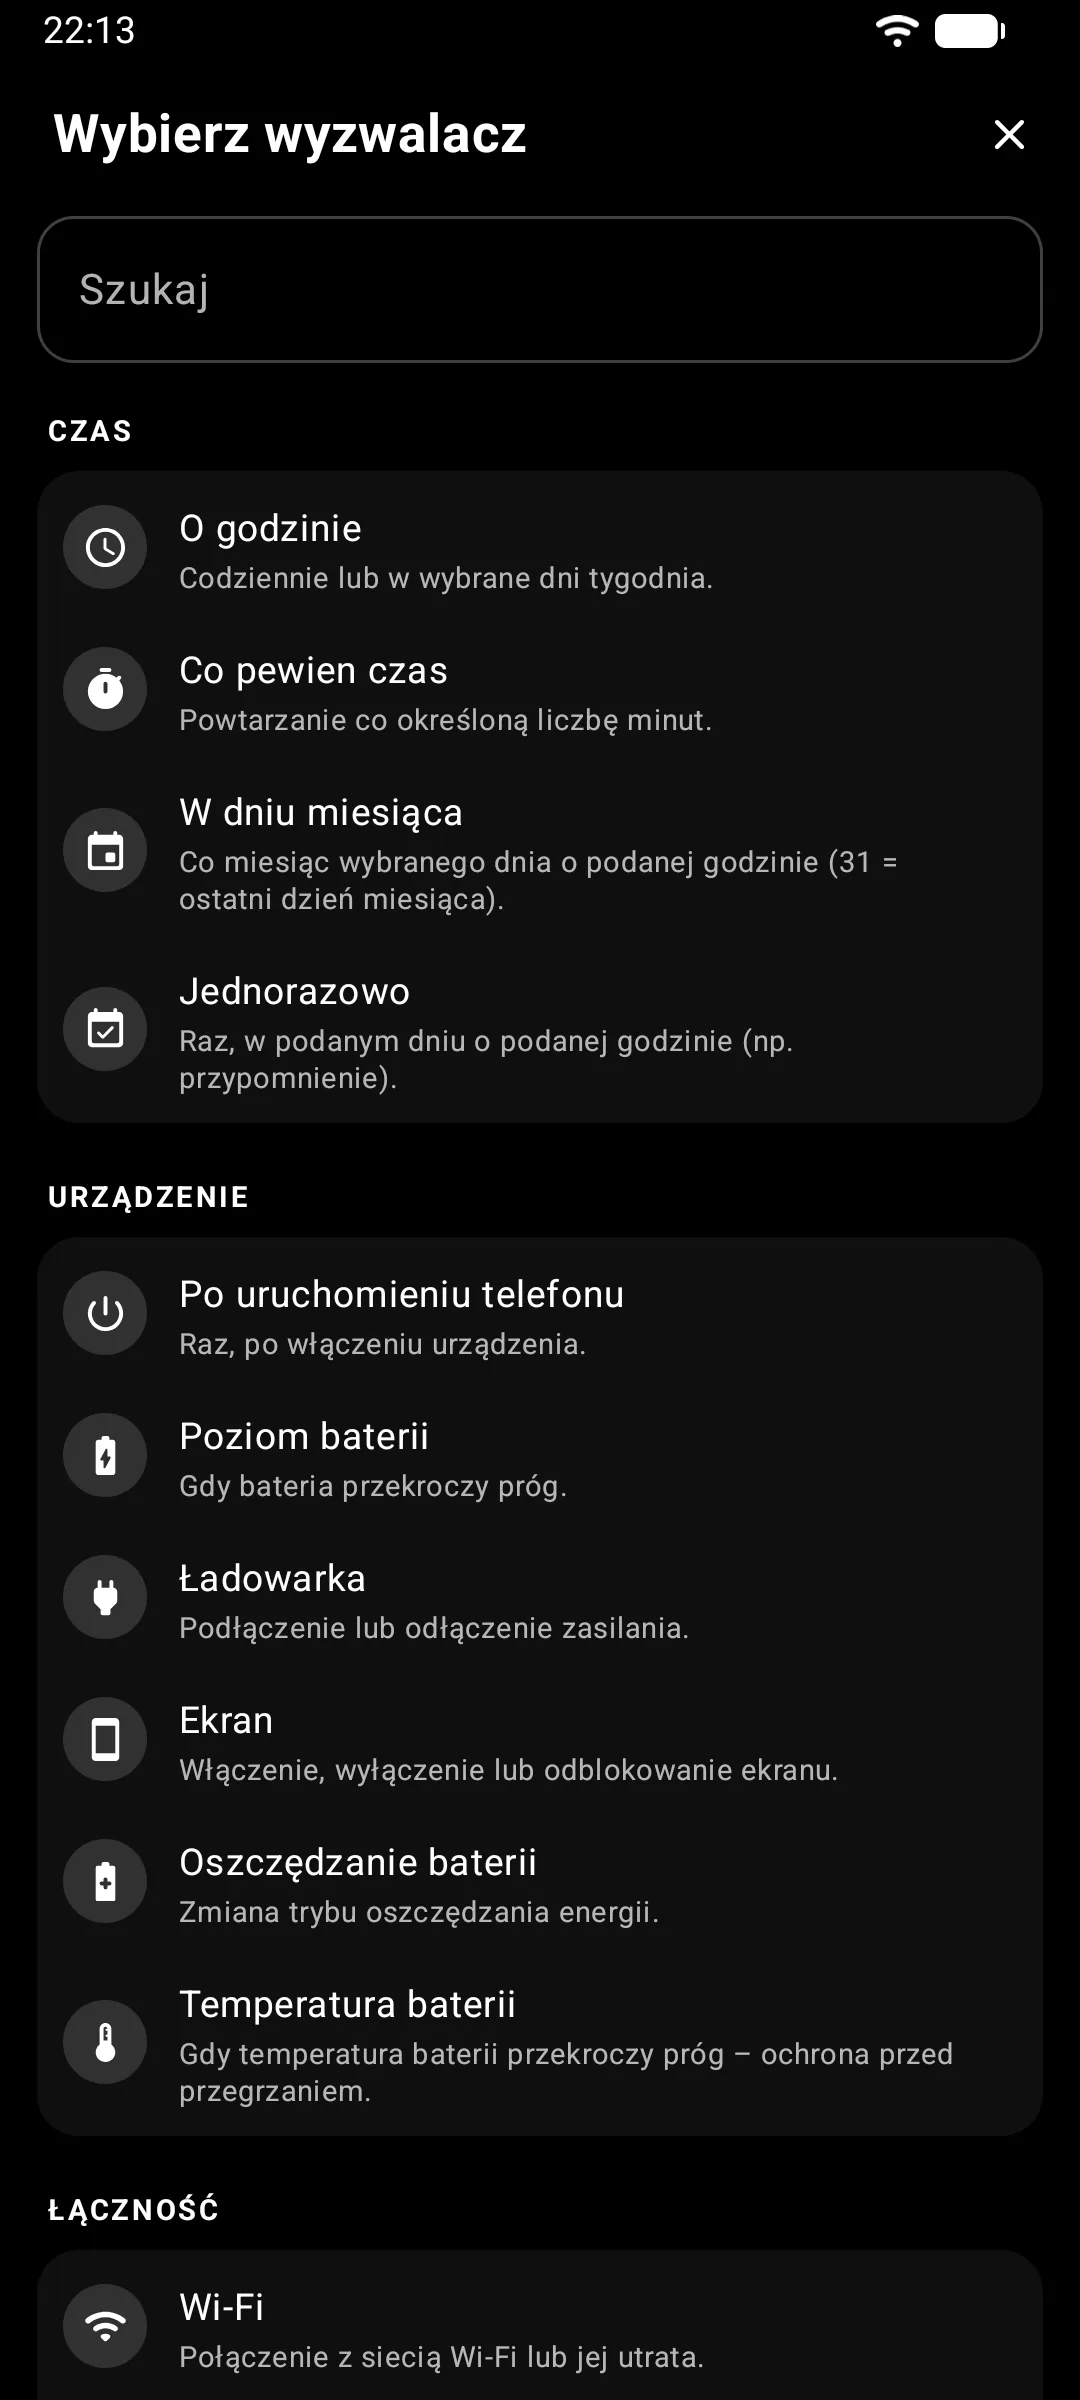 22:13
Wybierz wyzwalacz
Szukaj
CZAS
O godzinie
Codziennie lub w wybrane dni tygodnia.
Co pewien czas
Powtarzanie co określoną liczbę minut.
W dniu miesiąca
Co miesiąc wybranego dnia o podanej godzinie (31 =
ostatni dzień miesiąca).
Jednorazowo
Raz, w podanym dniu o podanej godzinie (np.
przypomnienie).
URZĄDZENIE
Po uruchomieniu telefonu
Raz, po włączeniu urządzenia.
Poziom baterii
Gdy bateria przekroczy próg.
Ładowarka
Podłączenie lub odłączenie zasilania.
Ekran
Włączenie, wyłączenie lub odblokowanie ekranu.
Oszczędzanie baterii
Zmiana trybu oszczędzania energii.
Temperatura baterii
Gdy temperatura baterii przekroczy próg – ochrona przed
przegrzaniem.
ŁĄCZNOŚĆ
Wi-Fi
Połączenie z siecią Wi-Fi lub jej utrata.